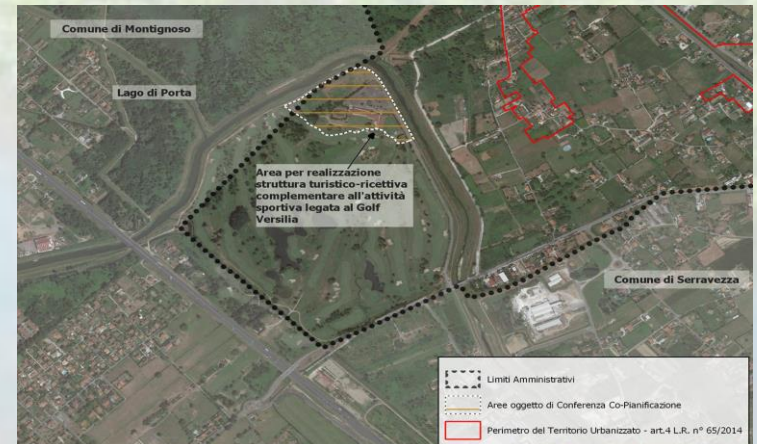 Comune di Montignoso
Lago di Porta
Area per realizzazione
struttura turistico-ricettiva
complementare all'attività
sportiva legata al Golf
Versilia
Comune di Serravezza
Limiti Amministrativi
Aree oggetto di Conferenza Co-Pianificazione
Perimetro del Territorio Urbanizzato - art.4 L.R. n° 65/2014